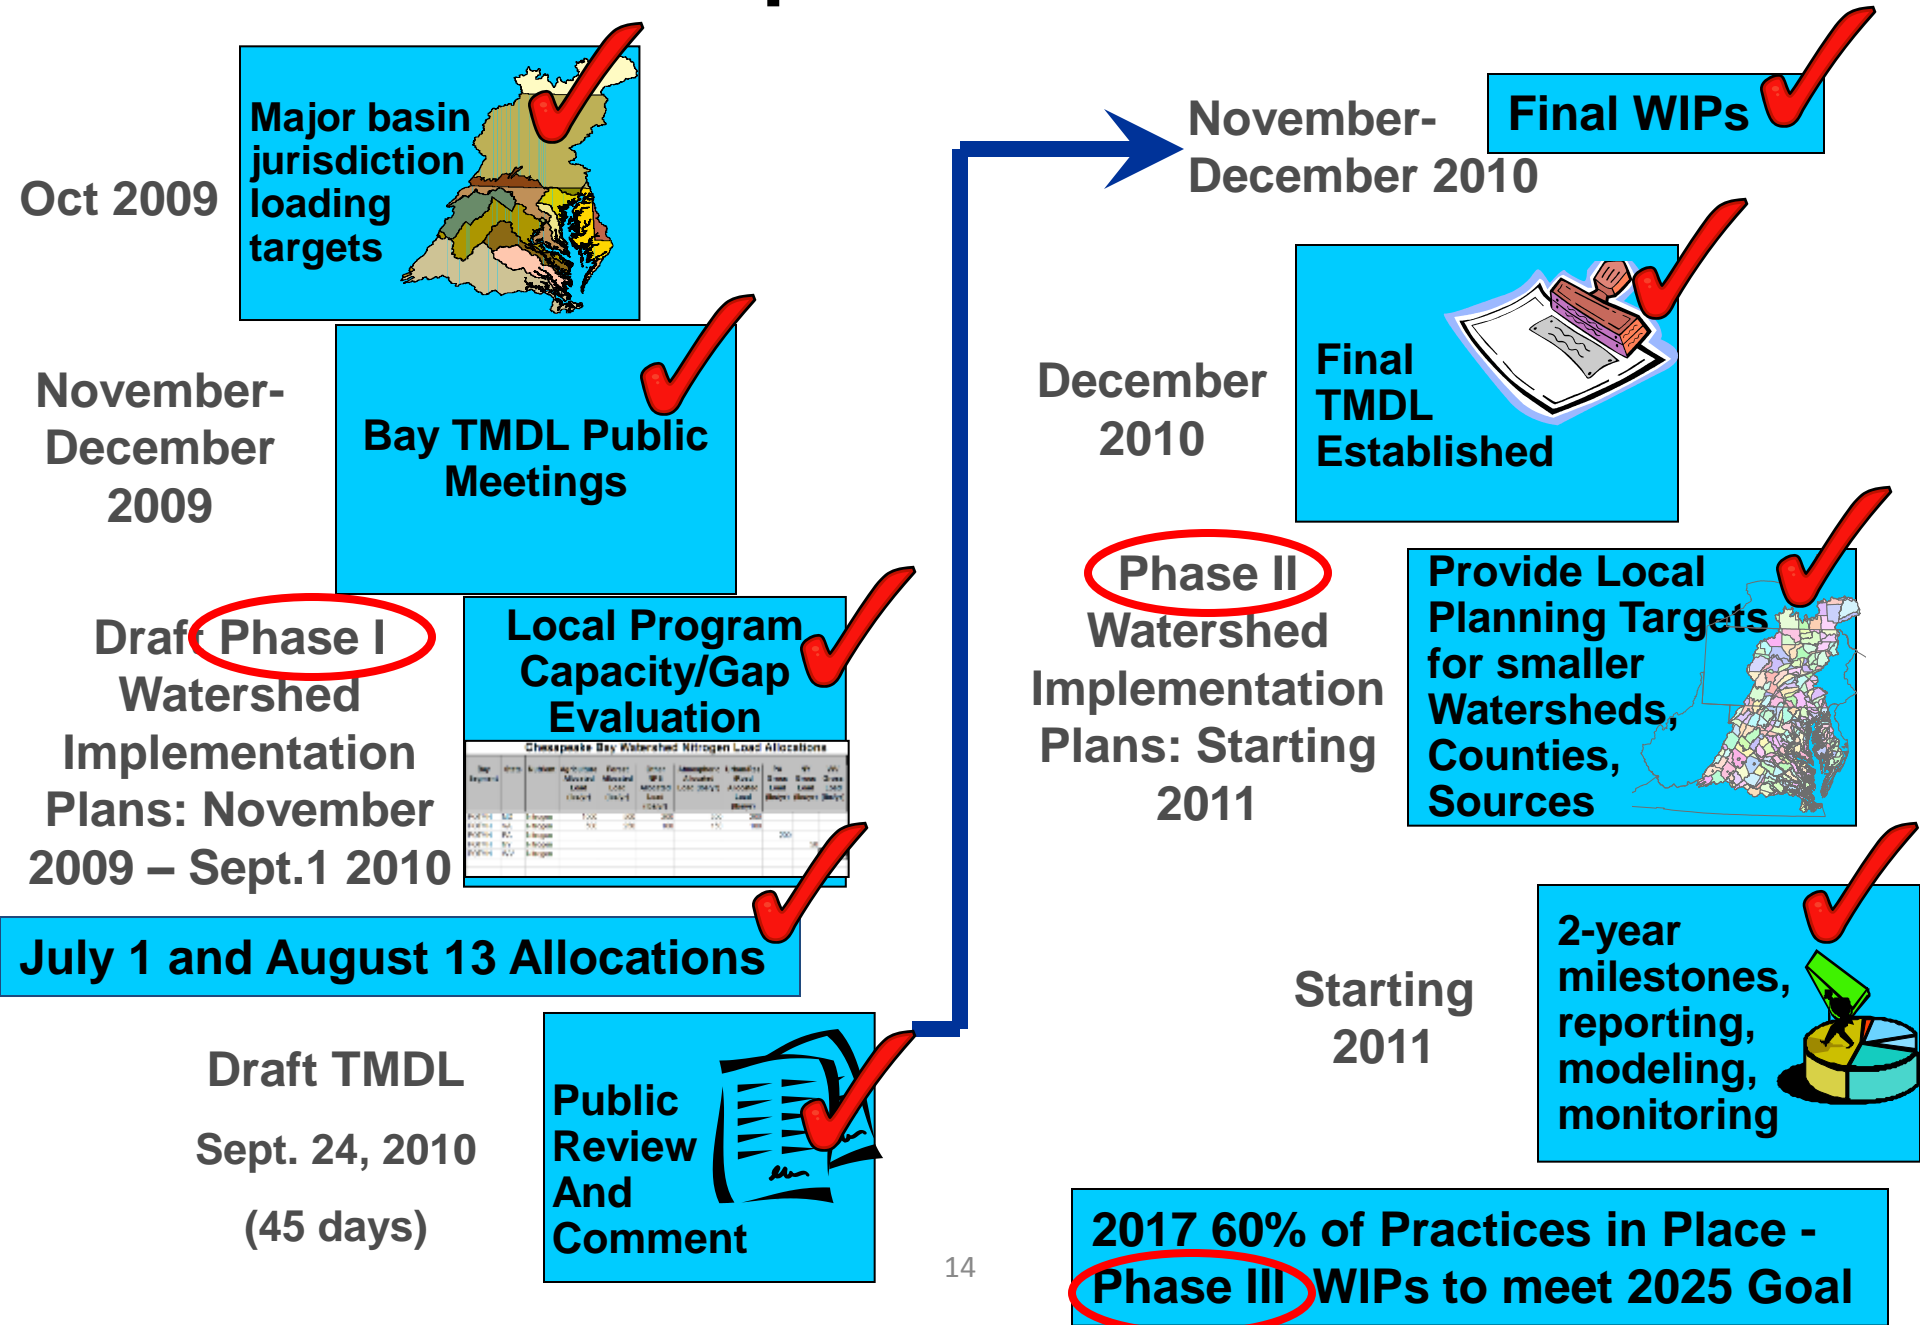 Oct 2009
Major basin
jurisdiction
loading
targets
November-
December
2009
Bay TMDL Public
Meetings
Draft Phase I
Watershed
Implementation
Plans: November
2009 – Sept.1 2010
Local Program
Capacity/Gap
Evaluation
Chesapeake Bay Watershed Nitrogen Load Allocations
July 1 and August 13 Allocations
Draft TMDL
Sept. 24, 2010
(45 days)
Public
Review
And
Comment
November-
December 2010
Final WIPs
December
2010
Final
TMDL
Established
Phase II
Watershed
Implementation
Plans: Starting
2011
Provide Local
Planning Targets
for smaller
Watersheds,
Counties,
Sources
Starting
2011
2-year
milestones,
reporting,
modeling,
monitoring
2017 60% of Practices in Place -
Phase III WIPs to meet 2025 Goal
14